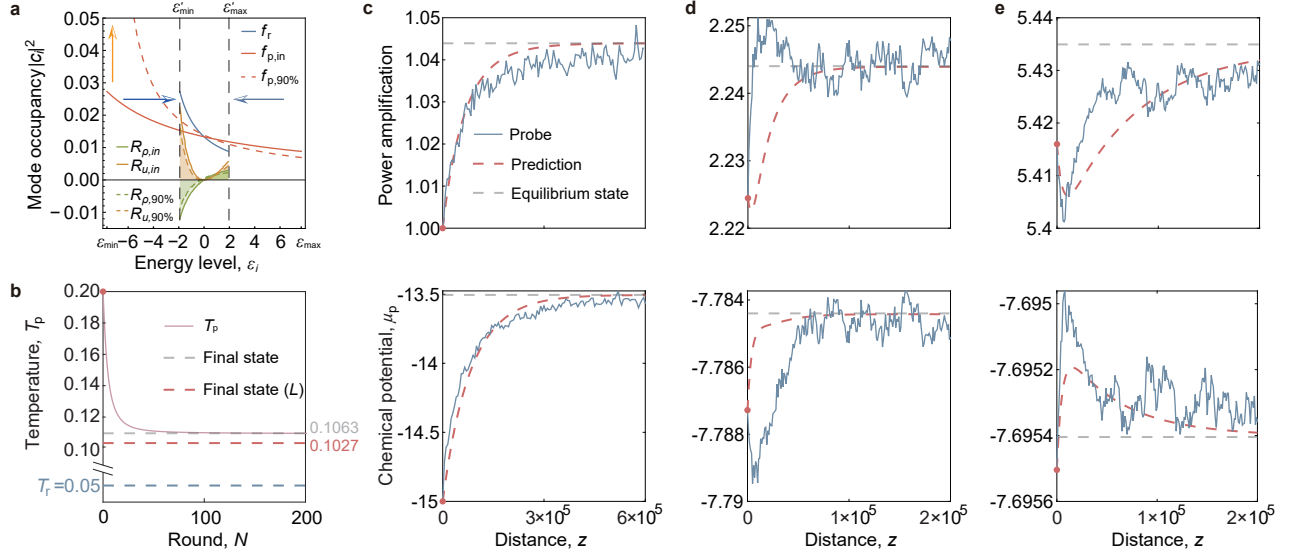 a
ε′min
ε′max
0.05
0.04
0.03
0.02
0.01
0.00
−0.01
Mode occupancy|cᵢ|²
fr
fp,in
fp,90%
Rρ,in
Ru,in
Rρ,90%
Ru,90%
εmin
−6
−4
−2
0
2
4
6
εmax
Energy level, εᵢ
b
0.20
0.18
0.16
0.14
0.12
0.10
Temperature, Tp
Tp
Final state
Final state (L)
0.1063
0.1027
Tr=0.05
0
100
200
Round, N
c
1.04
1.03
1.02
1.01
1.00
Power amplification
Probe
Prediction
Equilibrium state
-13.5
-14
-14.5
-15
Chemical potential, μp
0
3×10⁵
6×10⁵
Distance, z
d
2.25
2.24
2.23
2.22
-7.784
-7.786
-7.788
-7.79
0
1×10⁵
2×10⁵
Distance, z
e
5.44
5.43
5.42
5.41
5.4
-7.695
-7.6952
-7.6954
-7.6956
0
1×10⁵
2×10⁵
Distance, z